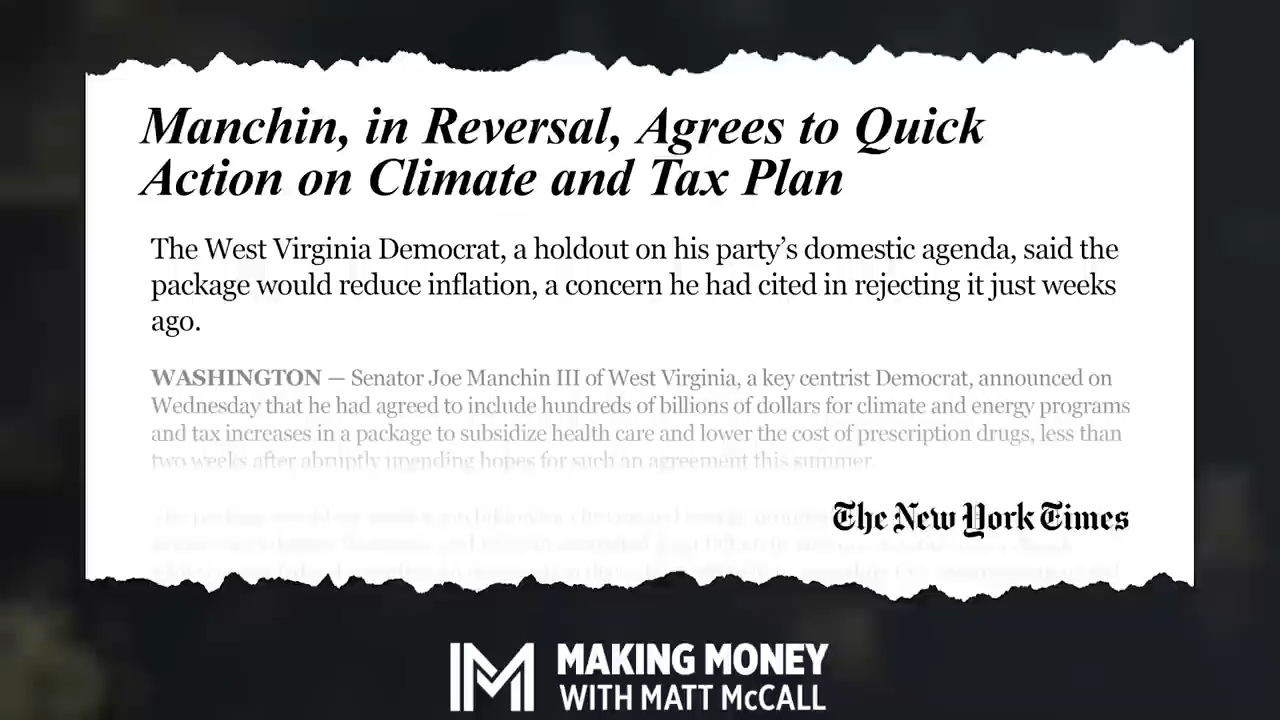 Manchin, in Reversal, Agrees to Quick
Action on Climate and Tax Plan
The West Virginia Democrat, a holdout on his party’s domestic agenda, said the
package would reduce inflation, a concern he had cited in rejecting it just weeks
ago.
WASHINGTON — Senator Joe Manchin III of West Virginia, a key centrist Democrat, announced on
Wednesday that he had agreed to include hundreds of billions of dollars for climate and energy programs
and tax increases in a package to subsidize health care and lower the cost of prescription drugs, less than
two weeks after abruptly upending hopes for such an agreement this summer.
The New York Times
M MAKING MONEY
WITH MATT McCALL